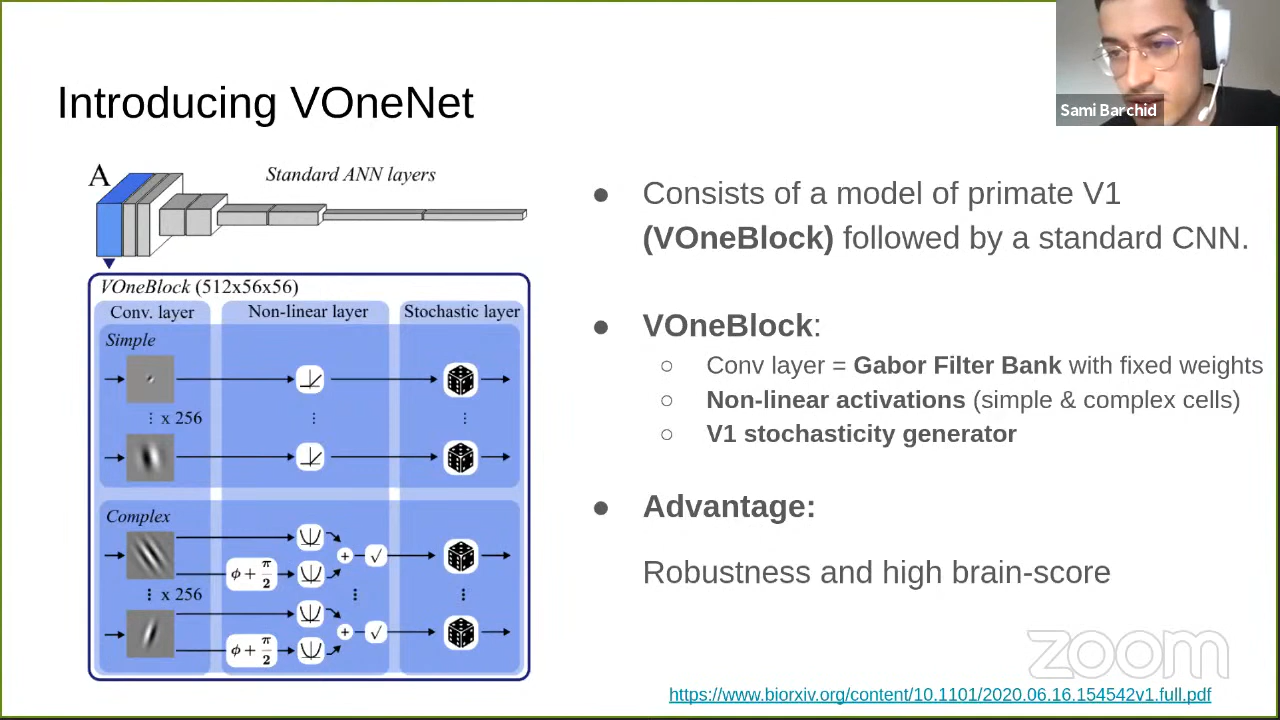 Sami Barchid
Introducing VOneNet
A
Standard ANN layers
VOneBlock (512x56x56)
Conv. layer
Non-linear layer
Stochastic layer
Simple
⋮ x 256
⋮
⋮
Complex
ϕ + π/2
+
√
⋮ x 256
⋮
⋮
ϕ + π/2
+
√
● Consists of a model of primate V1
(VOneBlock) followed by a standard CNN.
● VOneBlock:
○ Conv layer = Gabor Filter Bank with fixed weights
○ Non-linear activations (simple & complex cells)
○ V1 stochasticity generator
● Advantage:
Robustness and high brain-score
zoom
https://www.biorxiv.org/content/10.1101/2020.06.16.154542v1.full.pdf